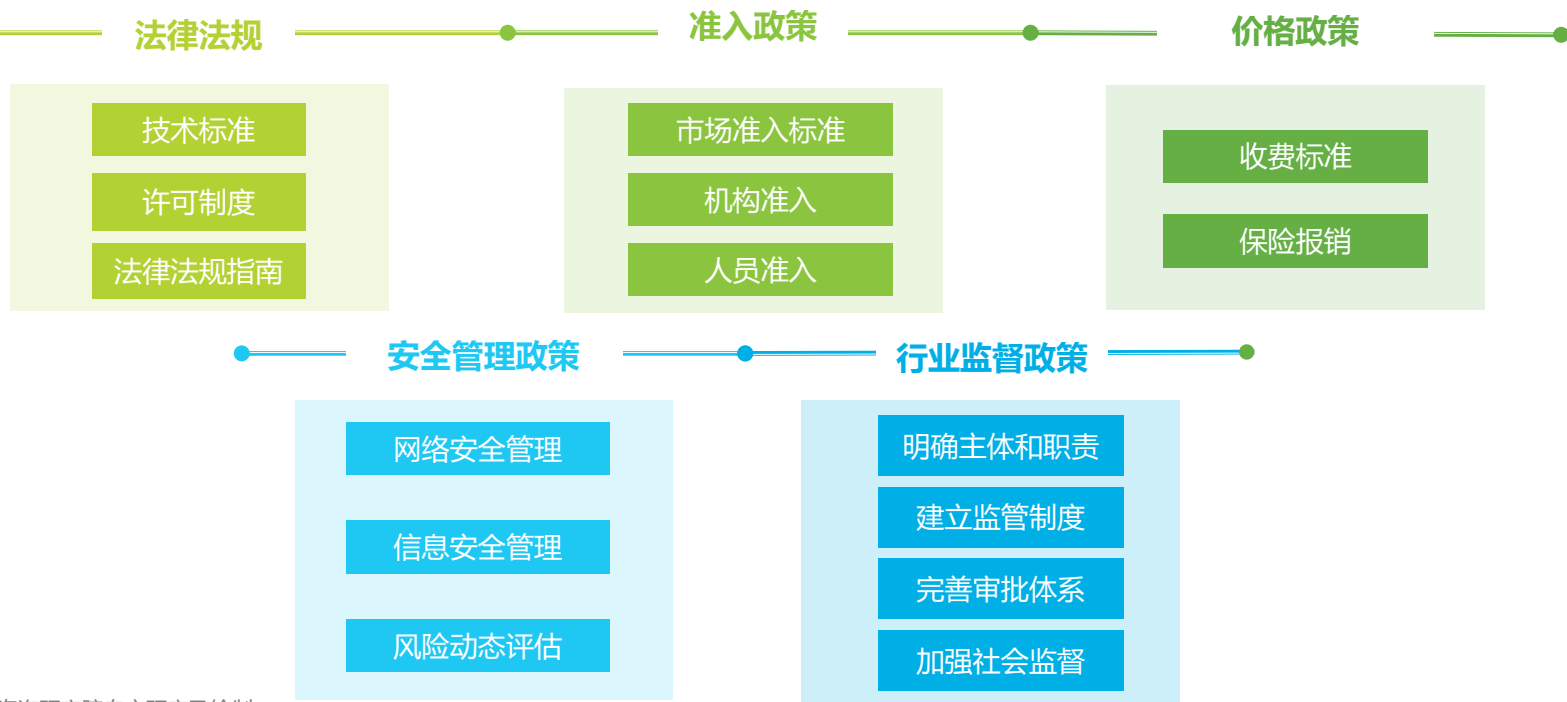 法律法规
准入政策
价格政策
技术标准
许可制度
法律法规指南
市场准入标准
机构准入
人员准入
收费标准
保险报销
安全管理政策
行业监督政策
网络安全管理
信息安全管理
风险动态评估
明确主体和职责
建立监管制度
完善审批体系
加强社会监督